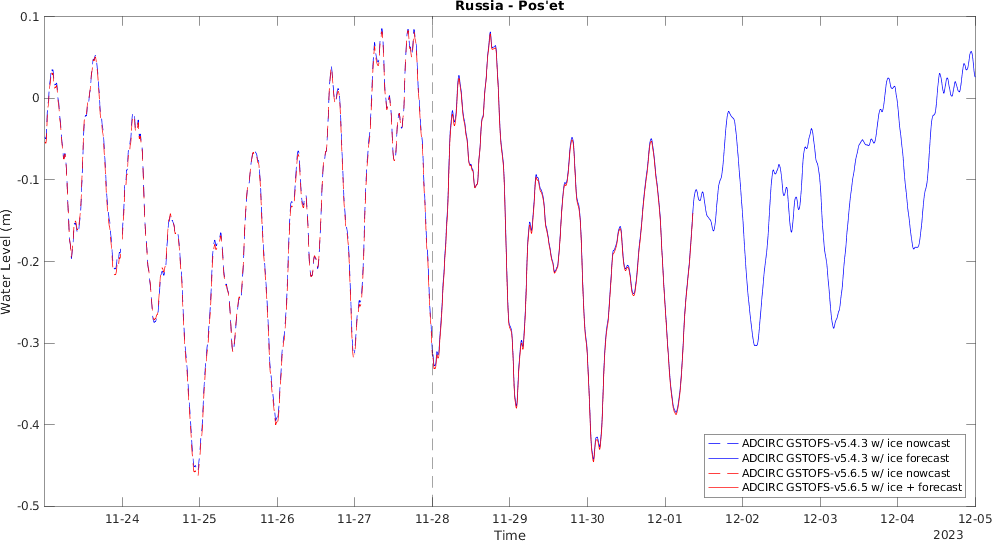 Russia - Pos'et
Water Level (m)
0.1
0
-0.1
-0.2
-0.3
-0.4
-0.5
ADCIRC GSTOFS-v5.4.3 w/ ice nowcast
ADCIRC GSTOFS-v5.4.3 w/ ice forecast
ADCIRC GSTOFS-v5.6.5 w/ ice nowcast
ADCIRC GSTOFS-v5.6.5 w/ ice + forecast
11-24 11-25 11-26 11-27 11-28 11-29 11-30 12-01 12-02 12-03 12-04 12-05
Time
2023